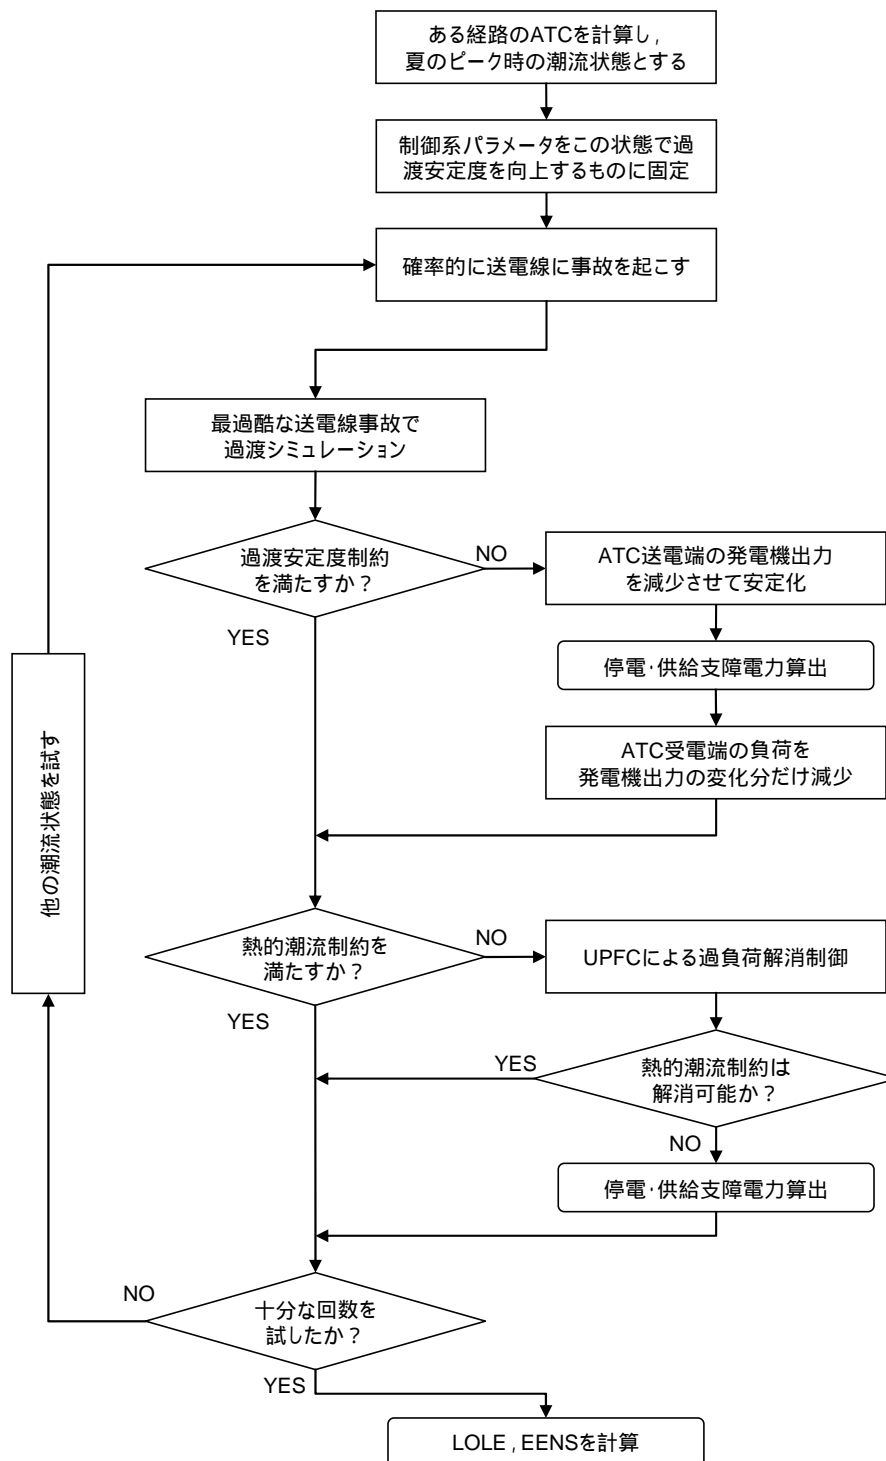 ある経路のATCを計算し,
夏のピーク時の潮流状態とする
制御系パラメータをこの状態で過
渡安定度を向上するものに固定
確率的に送電線に事故を起こす
最過酷な送電線事故で
過渡シミュレーション
過渡安定度制約
を満たすか？
NO
ATC送電端の発電機出力
を減少させて安定化
YES
停電・供給支障電力算出
ATC受電端の負荷を
発電機出力の変化分だけ減少
他の潮流状態を試す
熱的潮流制約を
満たすか？
NO
UPFCによる過負荷解消制御
YES
YES
熱的潮流制約は
解消可能か？
NO
停電・供給支障電力算出
NO
十分な回数を
試したか？
YES
LOLE , EENSを計算